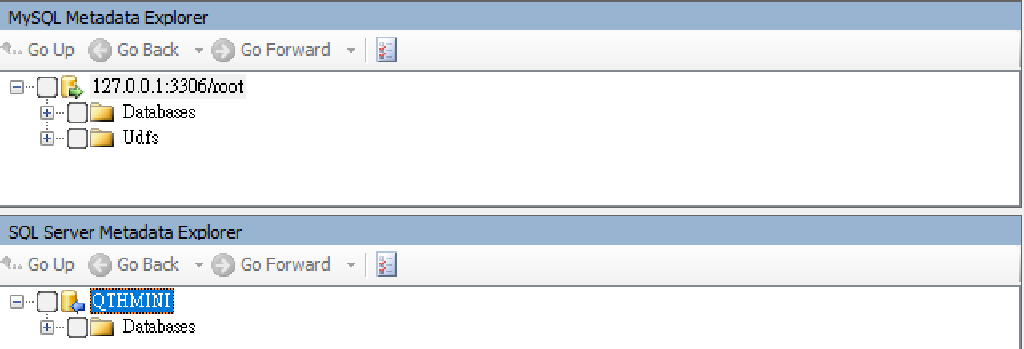 MySQL Metadata Explorer
Go Up Go Back Go Forward
127.0.0.1:3306/root
Databases
Udfs
SQL Server Metadata Explorer
Go Up Go Back Go Forward
QTHMINI
Databases